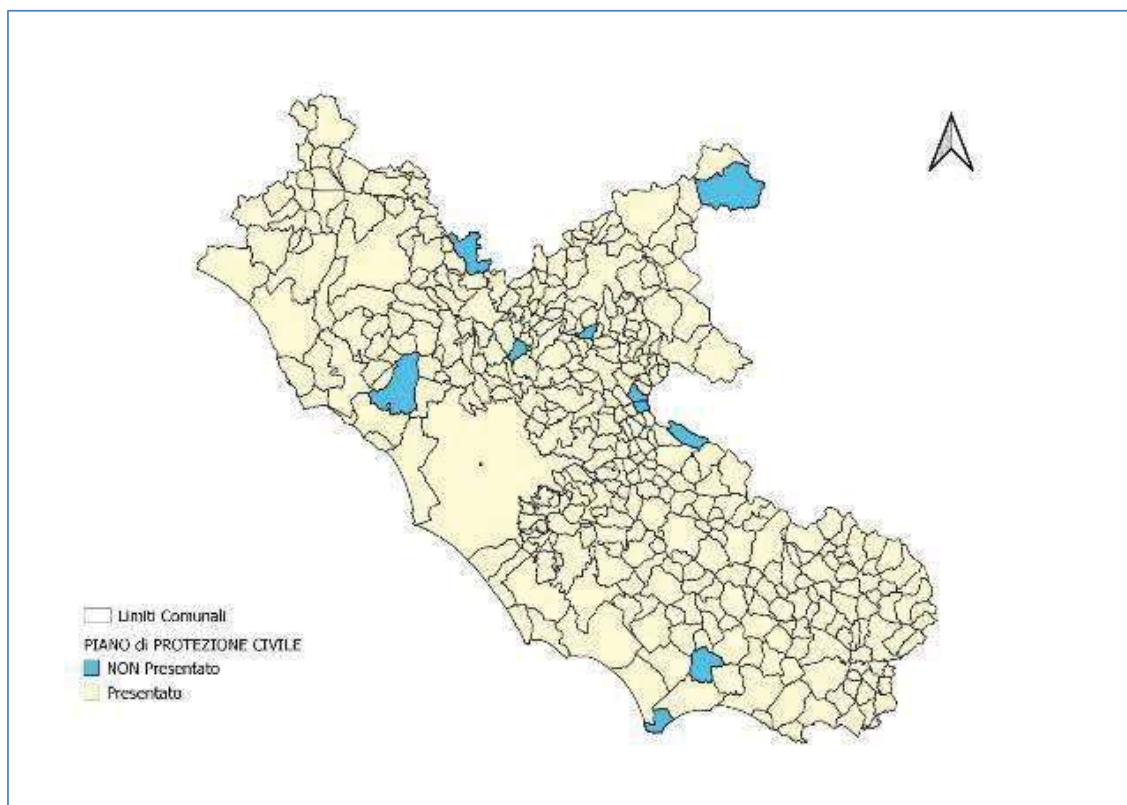 Limiti Comunali
PIANO di PROTEZIONE CIVILE
NON Presentato
Presentato